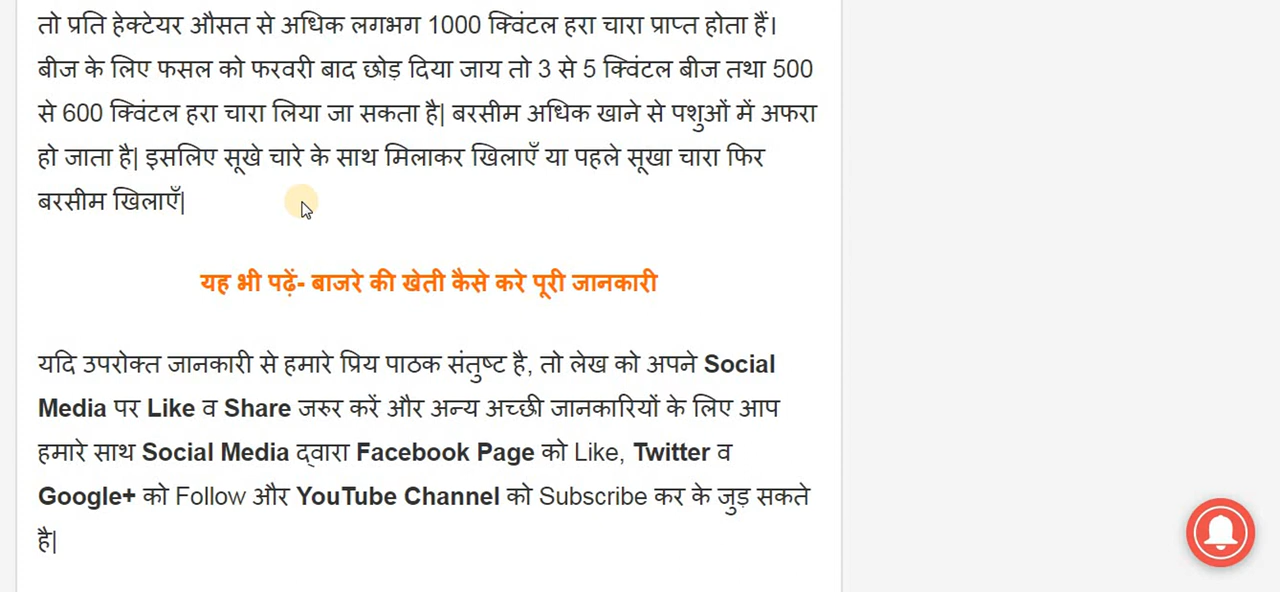 तो प्रति हेक्टेयर औसत से अधिक लगभग 1000 क्विंटल हरा चारा प्राप्त होता हैं।
बीज के लिए फसल को फरवरी बाद छोड़ दिया जाय तो 3 से 5 क्विंटल बीज तथा 500
से 600 क्विंटल हरा चारा लिया जा सकता है| बरसीम अधिक खाने से पशुओं में अफरा
हो जाता है| इसलिए सूखे चारे के साथ मिलाकर खिलाएँ या पहले सूखा चारा फिर
बरसीम खिलाएँ|
यह भी पढ़ें- बाजरे की खेती कैसे करे पूरी जानकारी
यदि उपरोक्त जानकारी से हमारे प्रिय पाठक संतुष्ट है, तो लेख को अपने Social
Media पर Like व Share जरुर करें और अन्य अच्छी जानकारियों के लिए आप
हमारे साथ Social Media द्वारा Facebook Page को Like, Twitter व
Google+ को Follow और YouTube Channel को Subscribe कर के जुड़ सकते
है|